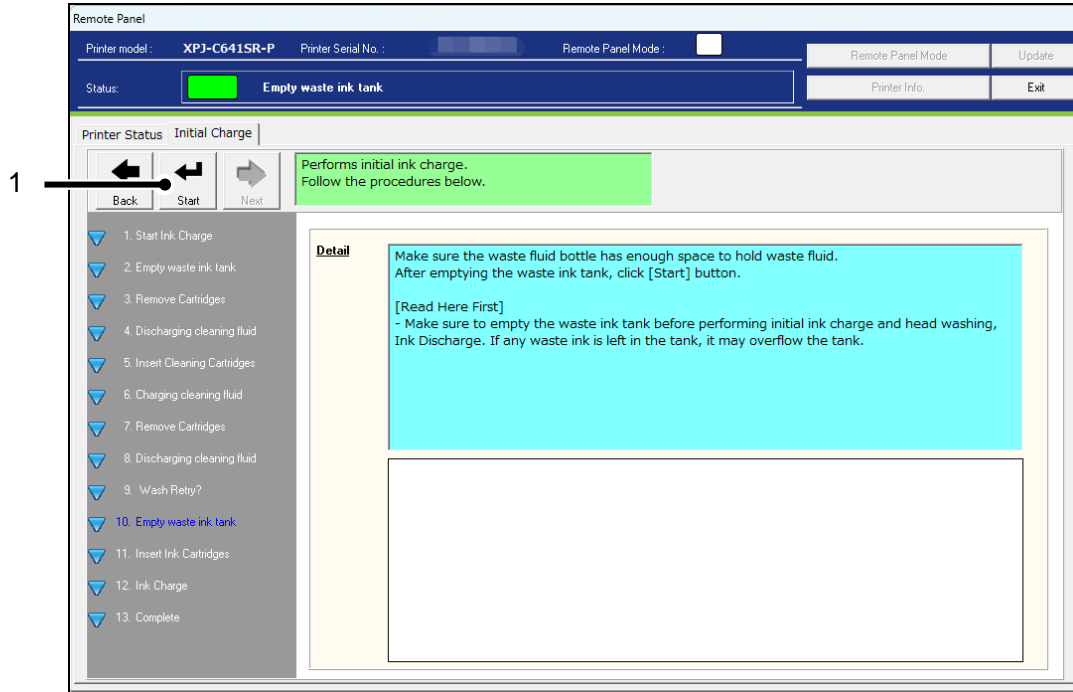 Remote Panel
Printer model : XPJ-C641SR-P Printer Serial No. : Remote Panel Mode :
Remote Panel Mode Update
Status: Empty waste ink tank
Printer Info. Exit
Printer Status Initial Charge
1
Back Start Next
Performs initial ink charge.
Follow the procedures below.
1. Start Ink Charge
2. Empty waste ink tank
3. Remove Cartridges
4. Discharging cleaning fluid
5. Insert Cleaning Cartridges
6. Charging cleaning fluid
7. Remove Cartridges
8. Discharging cleaning fluid
9. Wash Retry?
10. Empty waste ink tank
11. Insert Ink Cartridges
12. Ink Charge
13. Complete
Detail
Make sure the waste fluid bottle has enough space to hold waste fluid.
After emptying the waste ink tank, click [Start] button.
[Read Here First]
- Make sure to empty the waste ink tank before performing initial ink charge and head washing,
Ink Discharge. If any waste ink is left in the tank, it may overflow the tank.